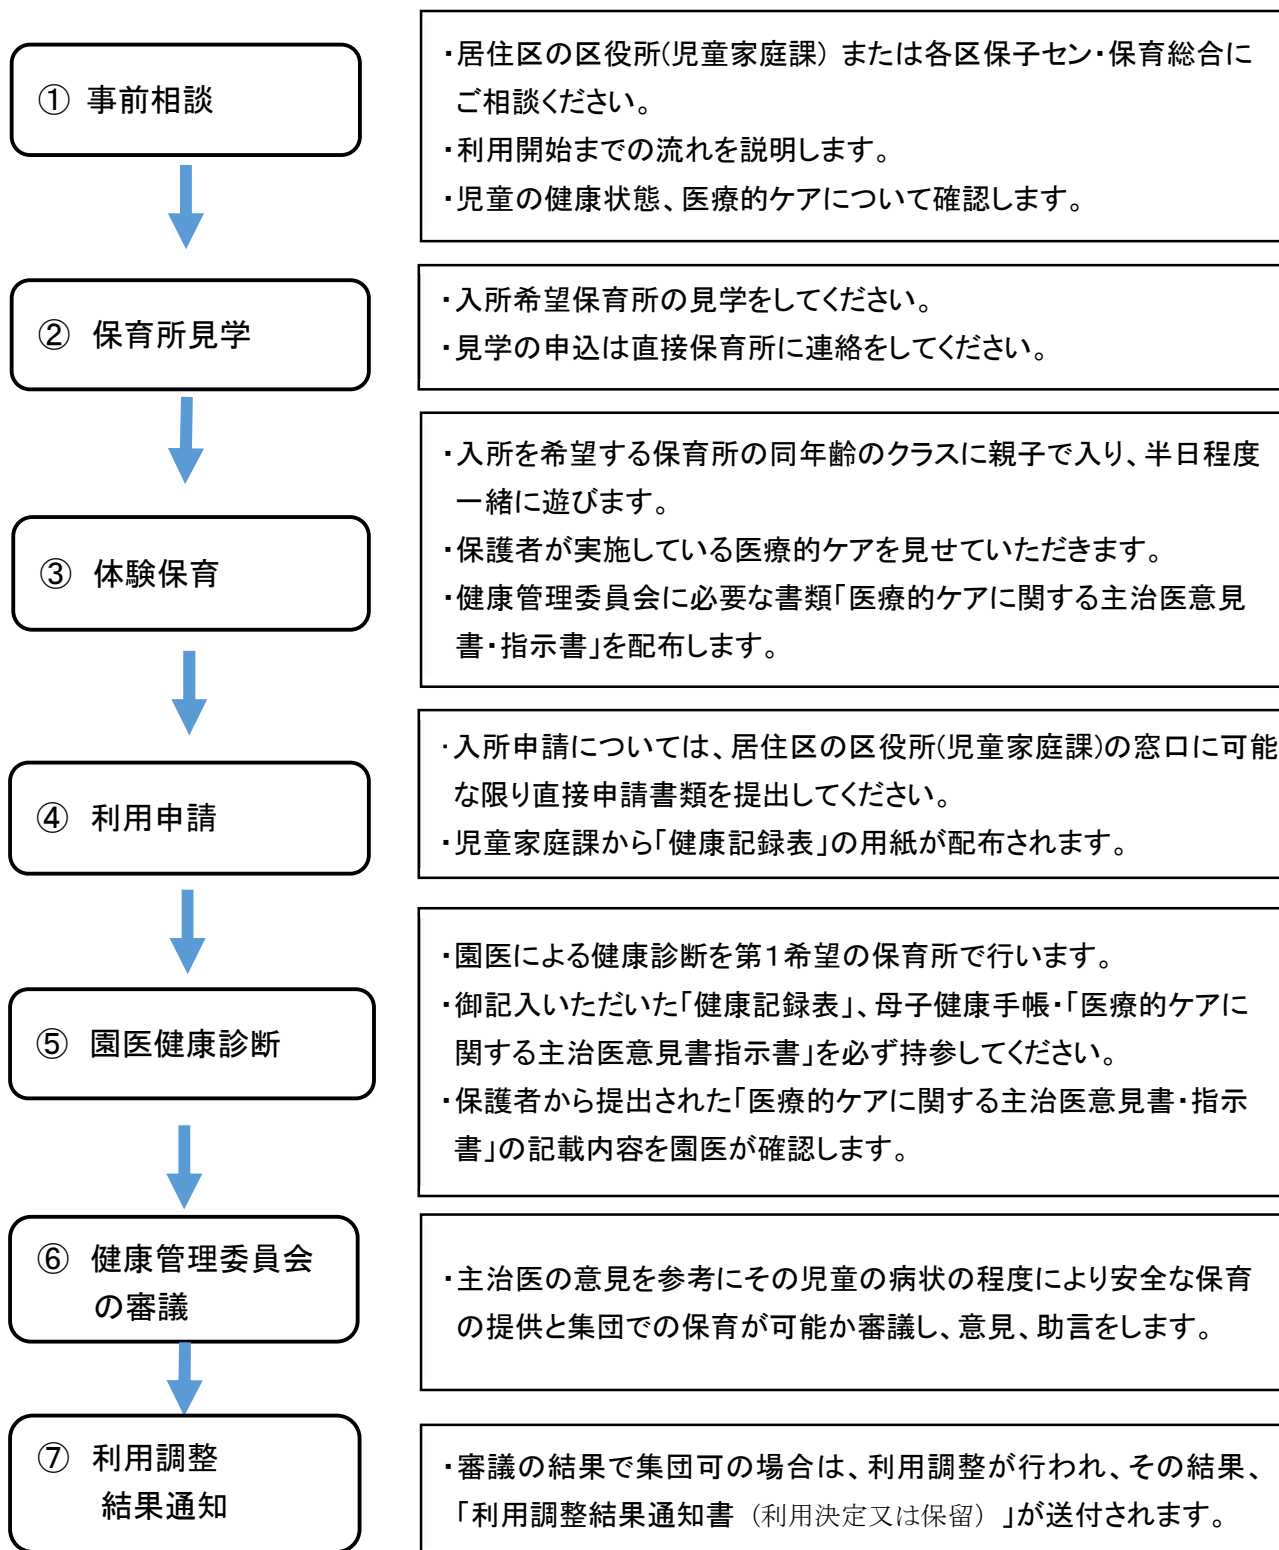 ① 事前相談
・居住区の区役所(児童家庭課) または各区保子セン・保育総合に
ご相談ください。
・利用開始までの流れを説明します。
・児童の健康状態、医療的ケアについて確認します。
② 保育所見学
・入所希望保育所の見学をしてください。
・見学の申込は直接保育所に連絡をしてください。
③ 体験保育
・入所を希望する保育所の同年齢のクラスに親子で入り、半日程度
一緒に遊びます。
・保護者が実施している医療的ケアを見せていただきます。
・健康管理委員会に必要な書類「医療的ケアに関する主治医意見
書・指示書」を配布します。
④ 利用申請
・入所申請については、居住区の区役所(児童家庭課)の窓口に可能
な限り直接申請書類を提出してください。
・児童家庭課から「健康記録表」の用紙が配布されます。
⑤ 園医健康診断
・園医による健康診断を第1希望の保育所で行います。
・御記入いただいた「健康記録表」、母子健康手帳・「医療的ケアに
関する主治医意見書指示書」を必ず持参してください。
・保護者から提出された「医療的ケアに関する主治医意見書・指示
書」の記載内容を園医が確認します。
⑥ 健康管理委員会
の審議
・主治医の意見を参考にその児童の病状の程度により安全な保育
の提供と集団での保育が可能か審議し、意見、助言をします。
⑦ 利用調整
結果通知
・審議の結果で集団可の場合は、利用調整が行われ、その結果、
「利用調整結果通知書（利用決定又は保留）」が送付されます。